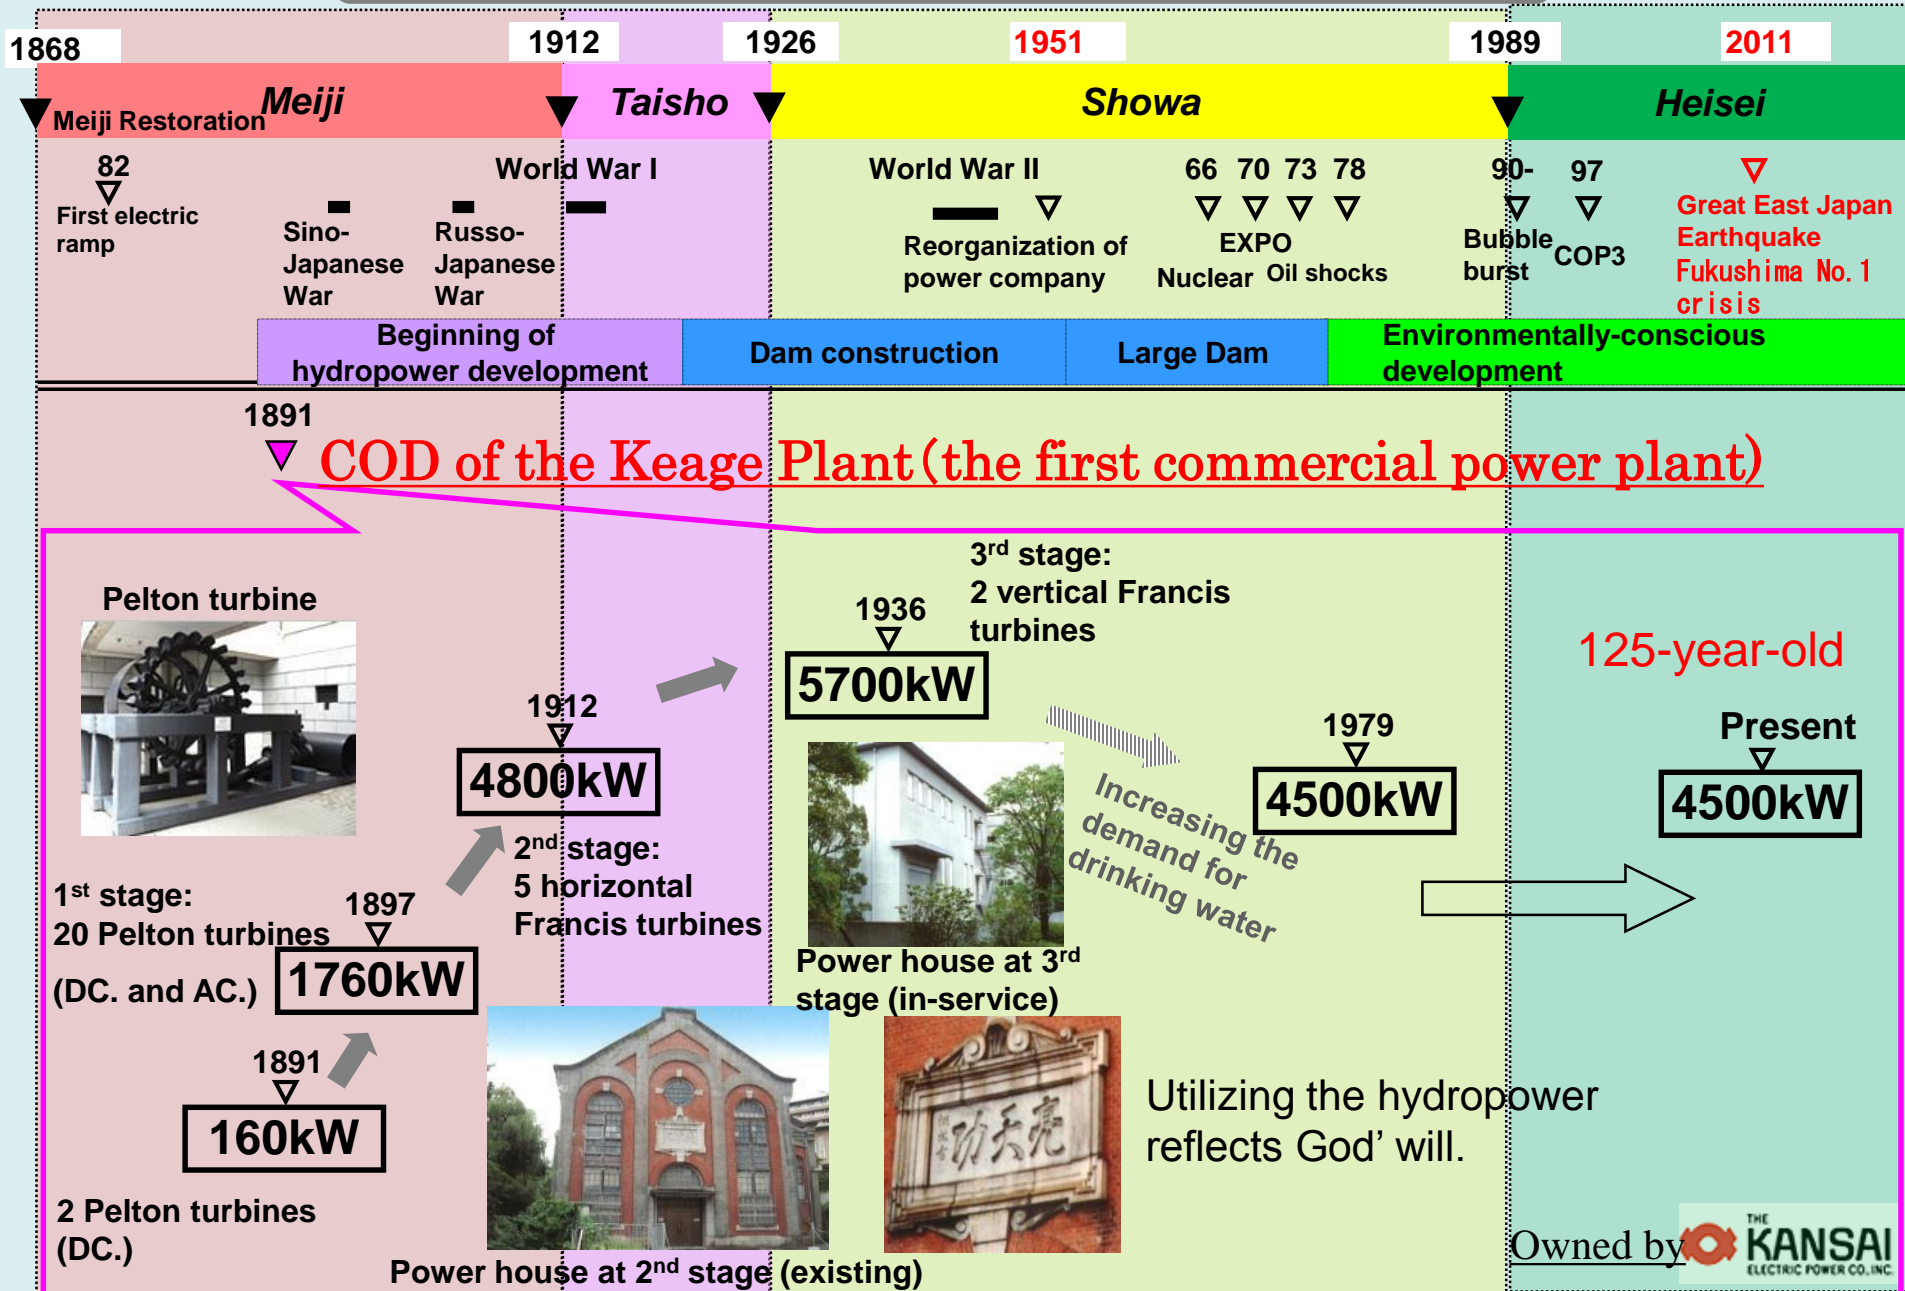 1868
1912
1926
1951
1989
2011
Meiji
Taisho
Showa
Heisei
Meiji Restoration
82
First electric
ramp
Sino-
Japanese
War
Russo-
Japanese
War
World War I
World War II
Reorganization of
power company
66 70 73 78
EXPO
Nuclear
Oil shocks
90-
Bubble
burst
97
COP3
Great East Japan
Earthquake
Fukushima No.1
crisis
Beginning of
hydropower development
Dam construction
Large Dam
Environmentally-conscious
development
1891
COD of the Keage Plant(the first commercial power plant)
Pelton turbine
1st stage:
20 Pelton turbines
(DC. and AC.)
1897
1760kW
1891
160kW
2 Pelton turbines
(DC.)
1912
4800kW
2nd stage:
5 horizontal
Francis turbines
Power house at 2nd stage (existing)
1936
5700kW
3rd stage:
2 vertical Francis
turbines
Power house at 3rd
stage (in-service)
Increasing the
demand for
drinking water
1979
4500kW
125-year-old
Present
4500kW
功天亮
Utilizing the hydropower
reflects God' will.
Owned by
THE
KANSAI
ELECTRIC POWER CO., INC.